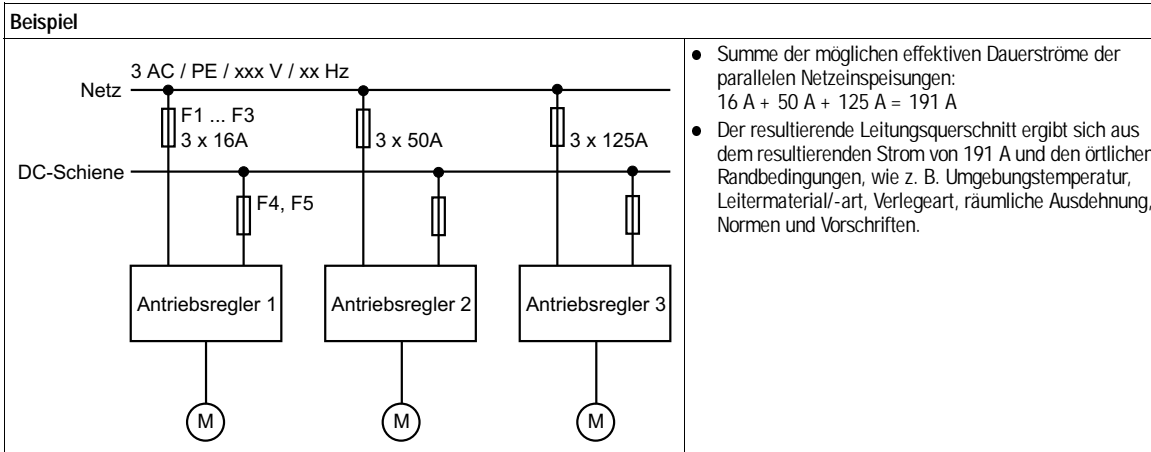 Beispiel
3 AC / PE / xxx V / xx Hz
Netz
F1 ... F3
3 x 16A
3 x 50A
3 x 125A
DC-Schiene
F4, F5
Antriebsregler 1
Antriebsregler 2
Antriebsregler 3
M
M
M
● Summe der möglichen effektiven Dauerströme der
parallelen Netzeinspeisungen:
16 A + 50 A + 125 A = 191 A
● Der resultierende Leitungsquerschnitt ergibt sich aus
dem resultierenden Strom von 191 A und den örtlichen
Randbedingungen, wie z. B. Umgebungstemperatur,
Leitermaterial/-art, Verlegeart, räumliche Ausdehnung,
Normen und Vorschriften.